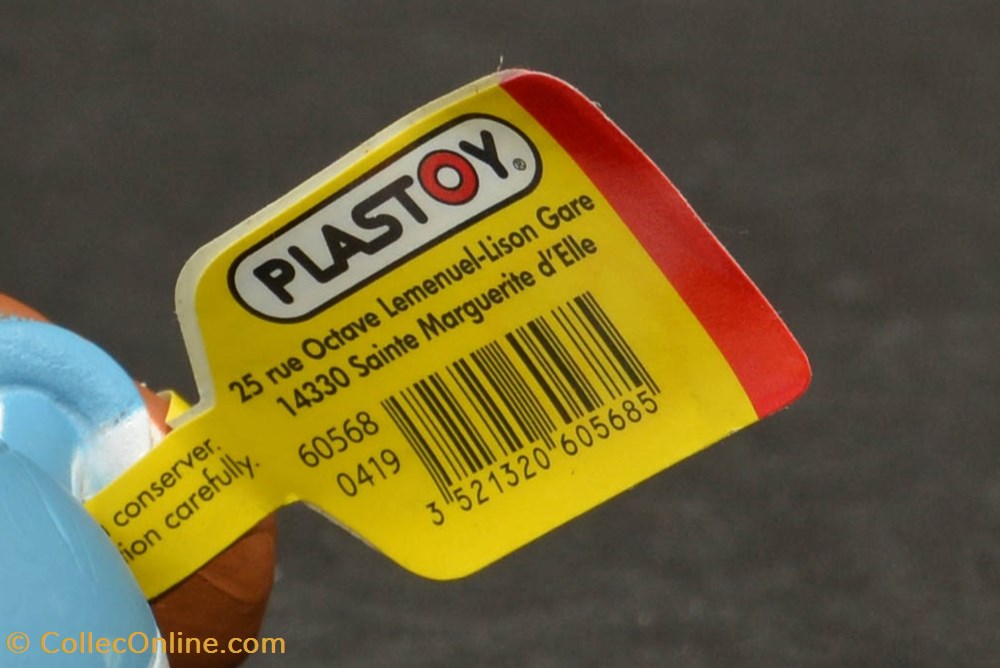 PLASTOY®
25 rue Octave Lemenuel-Lison Gare
14330 Sainte Marguerite d'Elle
60568
0419
3 521320 605685
conserver.
carefully.
© CollecOnline.com